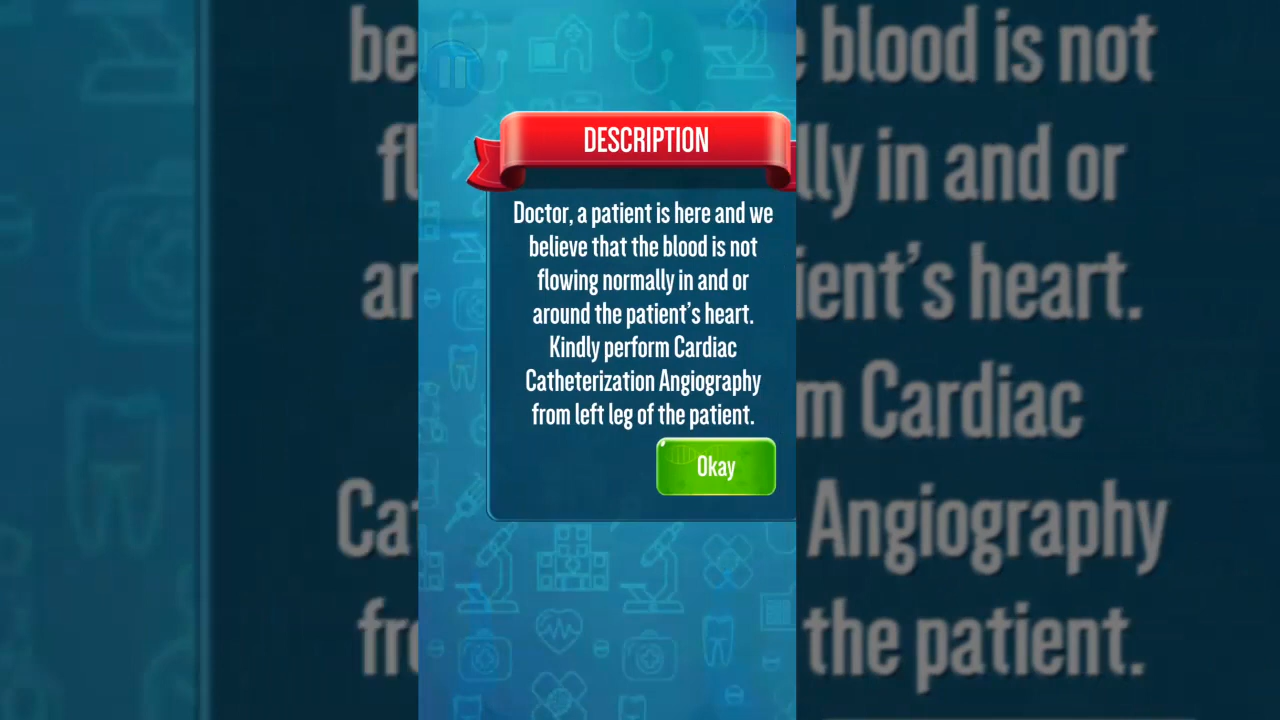 DESCRIPTION
Doctor, a patient is here and we
believe that the blood is not
flowing normally in and or
around the patient's heart.
Kindly perform Cardiac
Catheterization Angiography
from left leg of the patient.
Okay